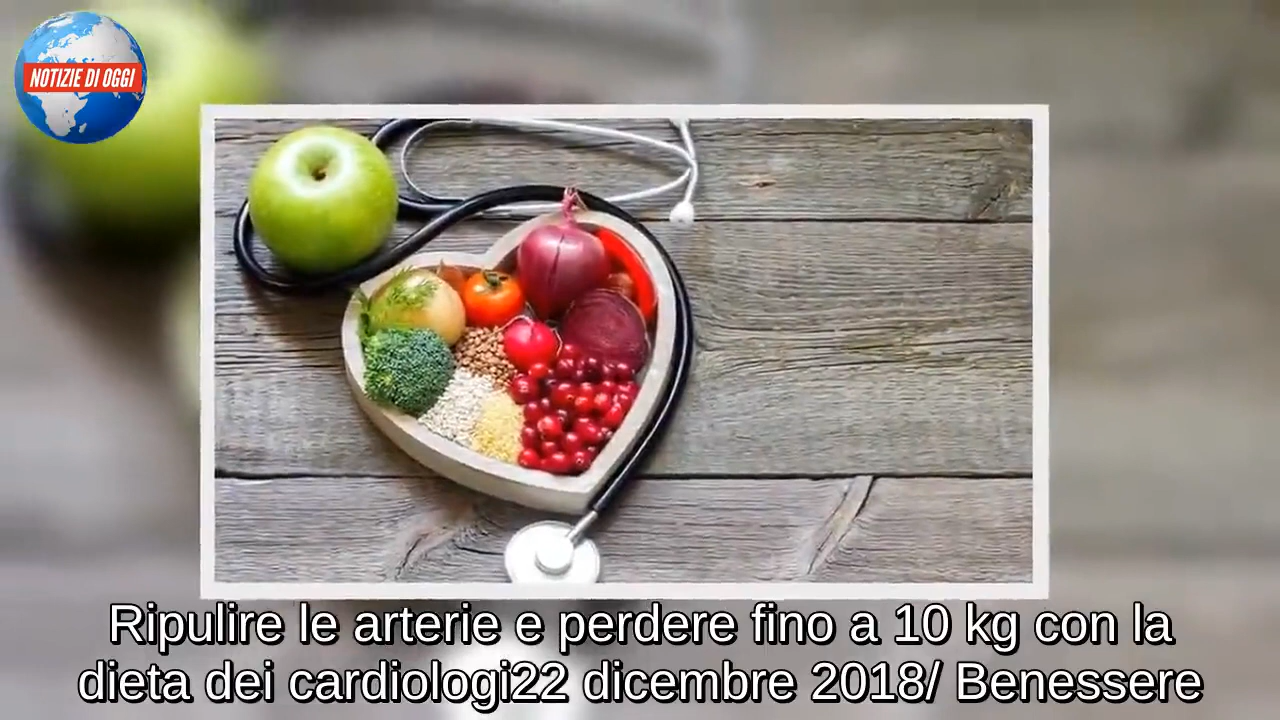 NOTIZIE DI OGGI
Ripulire le arterie e perdere fino a 10 kg con la
dieta dei cardiologi22 dicembre 2018/ Benessere